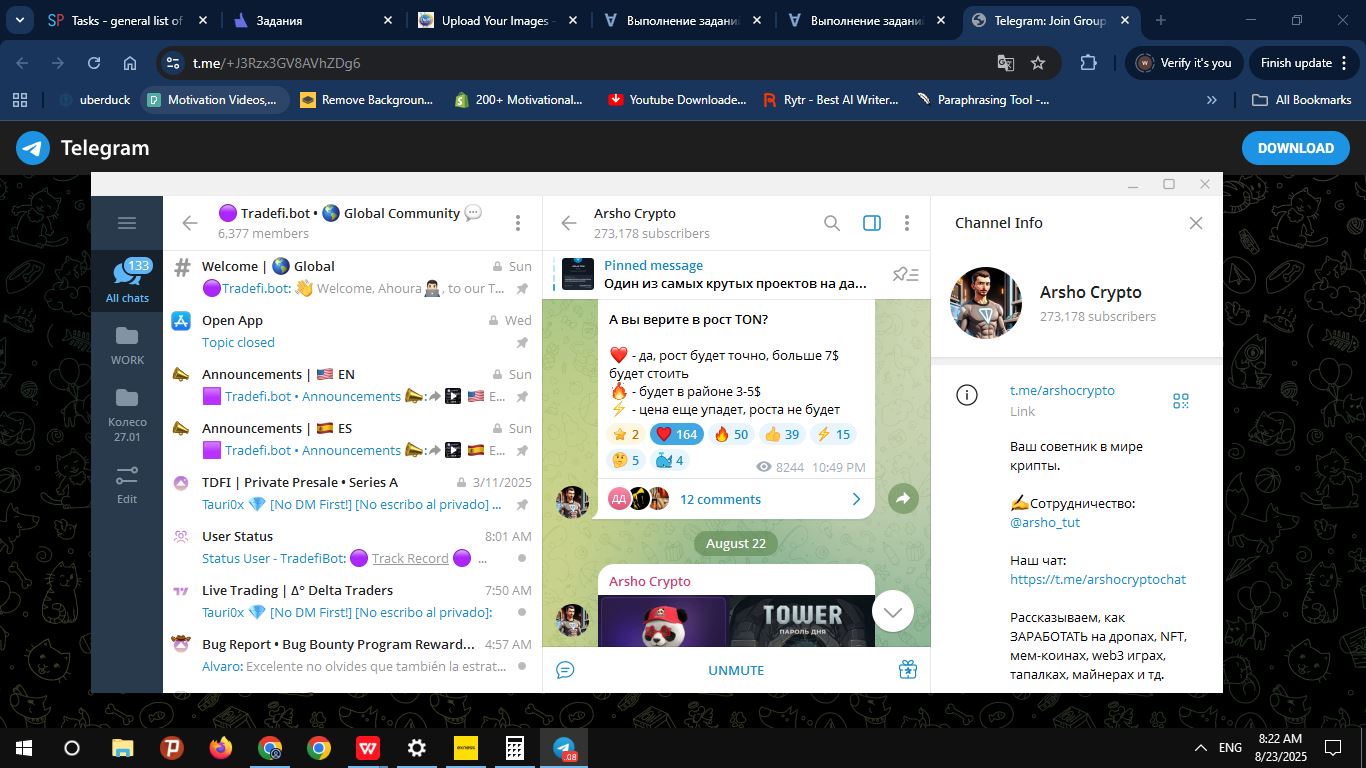 Tasks - general list of
Задания
Upload Your Images -
Выполнение задани
Выполнение задани
Telegram: Join Group
t.me/+J3Rzx3GV8AVhZDg6
Verify it's you
Finish update
uberduck
Motivation Videos,...
Remove Backgroun...
200+ Motivational...
Youtube Downloade...
Rytr - Best AI Writer...
Paraphrasing Tool -...
All Bookmarks
Telegram
DOWNLOAD
133
All chats
WORK
Колесо
27.01
Edit
Tradefi.bot • 🌎 Global Community 💬
6,377 members
Welcome | 🌎 Global
Sun
Tradefi.bot: 👋 Welcome, Ahoura 👨🏻‍💻, to our T...
Open App
Wed
Topic closed
Announcements | 🇺🇸 EN
Sun
Tradefi.bot • Announcements 📣: E...
Announcements | 🇪🇸 ES
Sun
Tradefi.bot • Announcements 📣: E...
TDFI | Private Presale • Series A
3/11/2025
Tauri0x 💎 [No DM First!] [No escribo al privado] ...
User Status
8:01 AM
Status User - TradefiBot: 🟣 Track Record 🟣 ...
Live Trading | Δ° Delta Traders
7:50 AM
Tauri0x 💎 [No DM First!] [No escribo al privado]:
Bug Report • Bug Bounty Program Reward...
4:57 AM
Alvaro: Excelente no olvides que también la estrat...
Arsho Crypto
273,178 subscribers
Pinned message
Один из самых крутых проектов на да...
А вы верите в рост TON?
❤️ - да, рост будет точно, больше 7$
будет стоить
🔥 - будет в районе 3-5$
⚡ - цена еще упадет, роста не будет
⭐ 2 ❤️ 164 🔥 50 👍 39 ⚡ 15
🤔 5 🐳 4
8244 10:49 PM
ДД
12 comments
August 22
Arsho Crypto
TOWER
ПАРОЛЬ ДНЯ
UNMUTE
Channel Info
Arsho Crypto
273,178 subscribers
t.me/arshocrypto
Link
Ваш советник в мире
крипты.
✍️Сотрудничество:
@arsho_tut
Наш чат:
https://t.me/arshocryptochat
Рассказываем, как
ЗАРАБОТАТЬ на дропах, NFT,
мем-коинах, web3 играх,
тапалках, майнерах и тд.
ENG
8:22 AM
8/23/2025